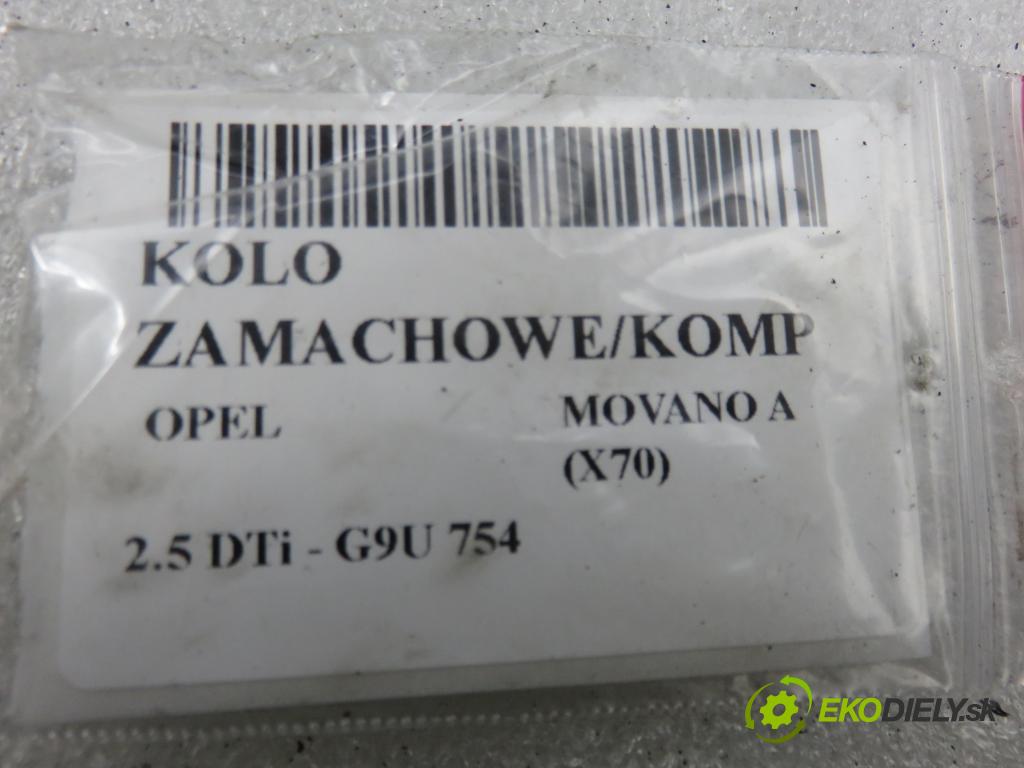 KOLO
ZAMACHOWE/KOMP
OPEL MOVANO A
(X70)
2.5 DTi - G9U 754
EKODIELY.sk